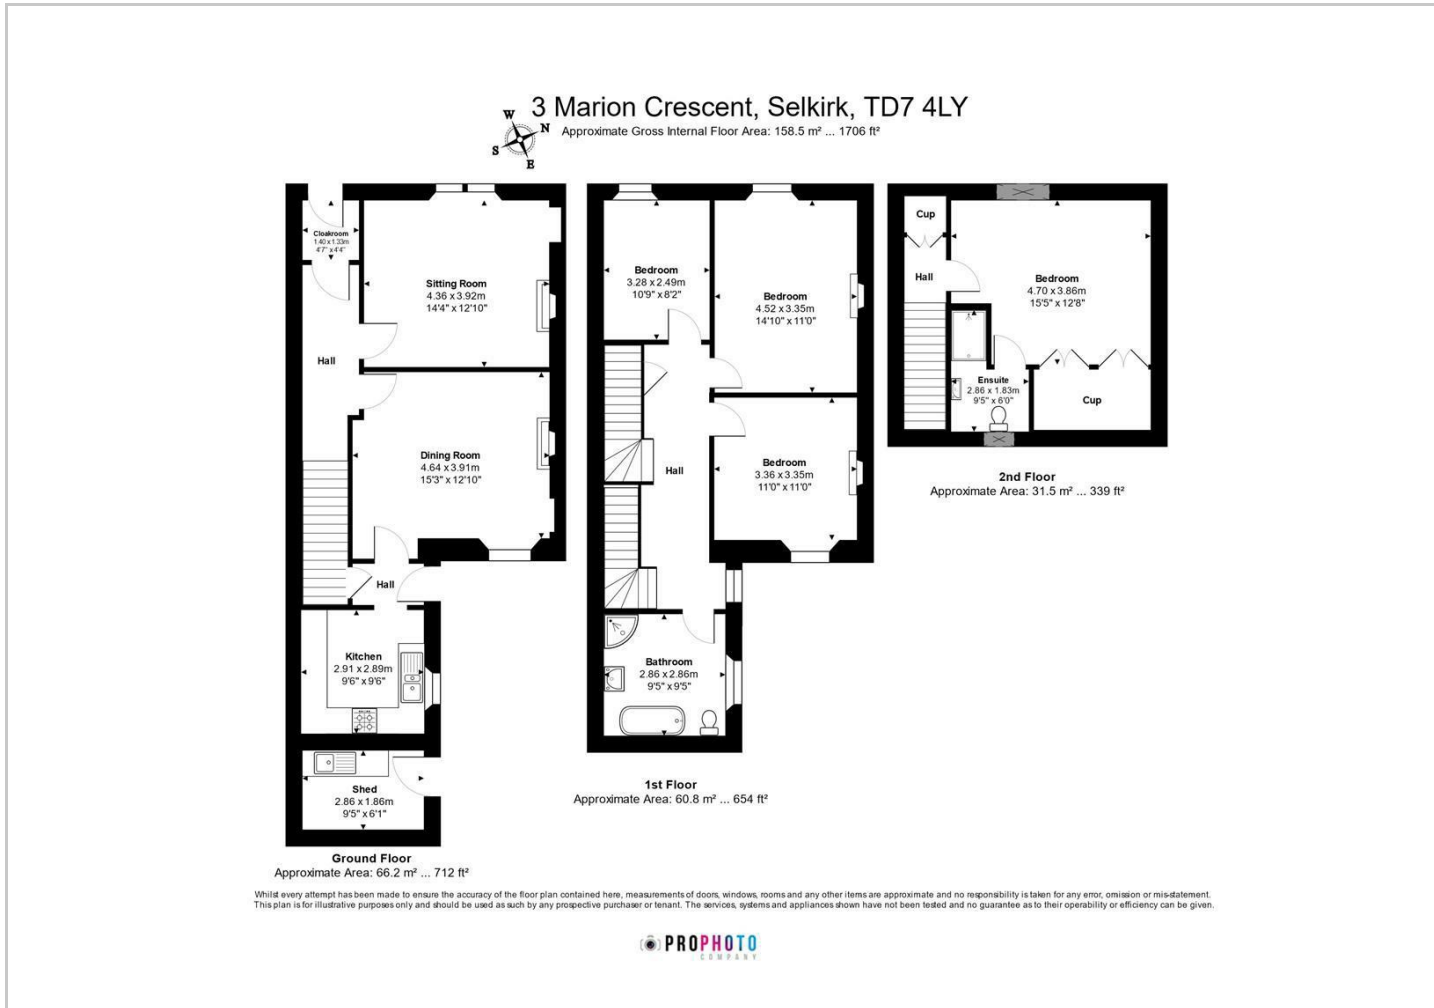 3 Marion Crescent, Selkirk, TD7 4LY
Approximate Gross Internal Floor Area: 158.5 m² ... 1706 ft²
W
N
S
E
Cloakroom
1.40 x 1.33m
4'7" x 4'4"
Sitting Room
4.36 x 3.92m
14'4" x 12'10"
Hall
Dining Room
4.64 x 3.91m
15'3" x 12'10"
Hall
Kitchen
2.91 x 2.89m
9'6" x 9'6"
Shed
2.86 x 1.86m
9'5" x 6'1"
Ground Floor
Approximate Area: 66.2 m² ... 712 ft²
Bedroom
3.28 x 2.49m
10'9" x 8'2"
Bedroom
4.52 x 3.35m
14'10" x 11'0"
Hall
Bedroom
3.36 x 3.35m
11'0" x 11'0"
Bathroom
2.86 x 2.86m
9'5" x 9'5"
1st Floor
Approximate Area: 60.8 m² ... 654 ft²
Cup
Hall
Bedroom
4.70 x 3.86m
15'5" x 12'8"
Ensuite
2.86 x 1.83m
9'5" x 6'0"
Cup
2nd Floor
Approximate Area: 31.5 m² ... 339 ft²
Whilst every attempt has been made to ensure the accuracy of the floor plan contained here, measurements of doors, windows, rooms and any other items are approximate and no responsibility is taken for any error, omission or mis-statement.
This plan is for illustrative purposes only and should be used as such by any prospective purchaser or tenant. The services, systems and appliances shown have not been tested and no guarantee as to their operability or efficiency can be given.
PROPHOTO
COMPANY